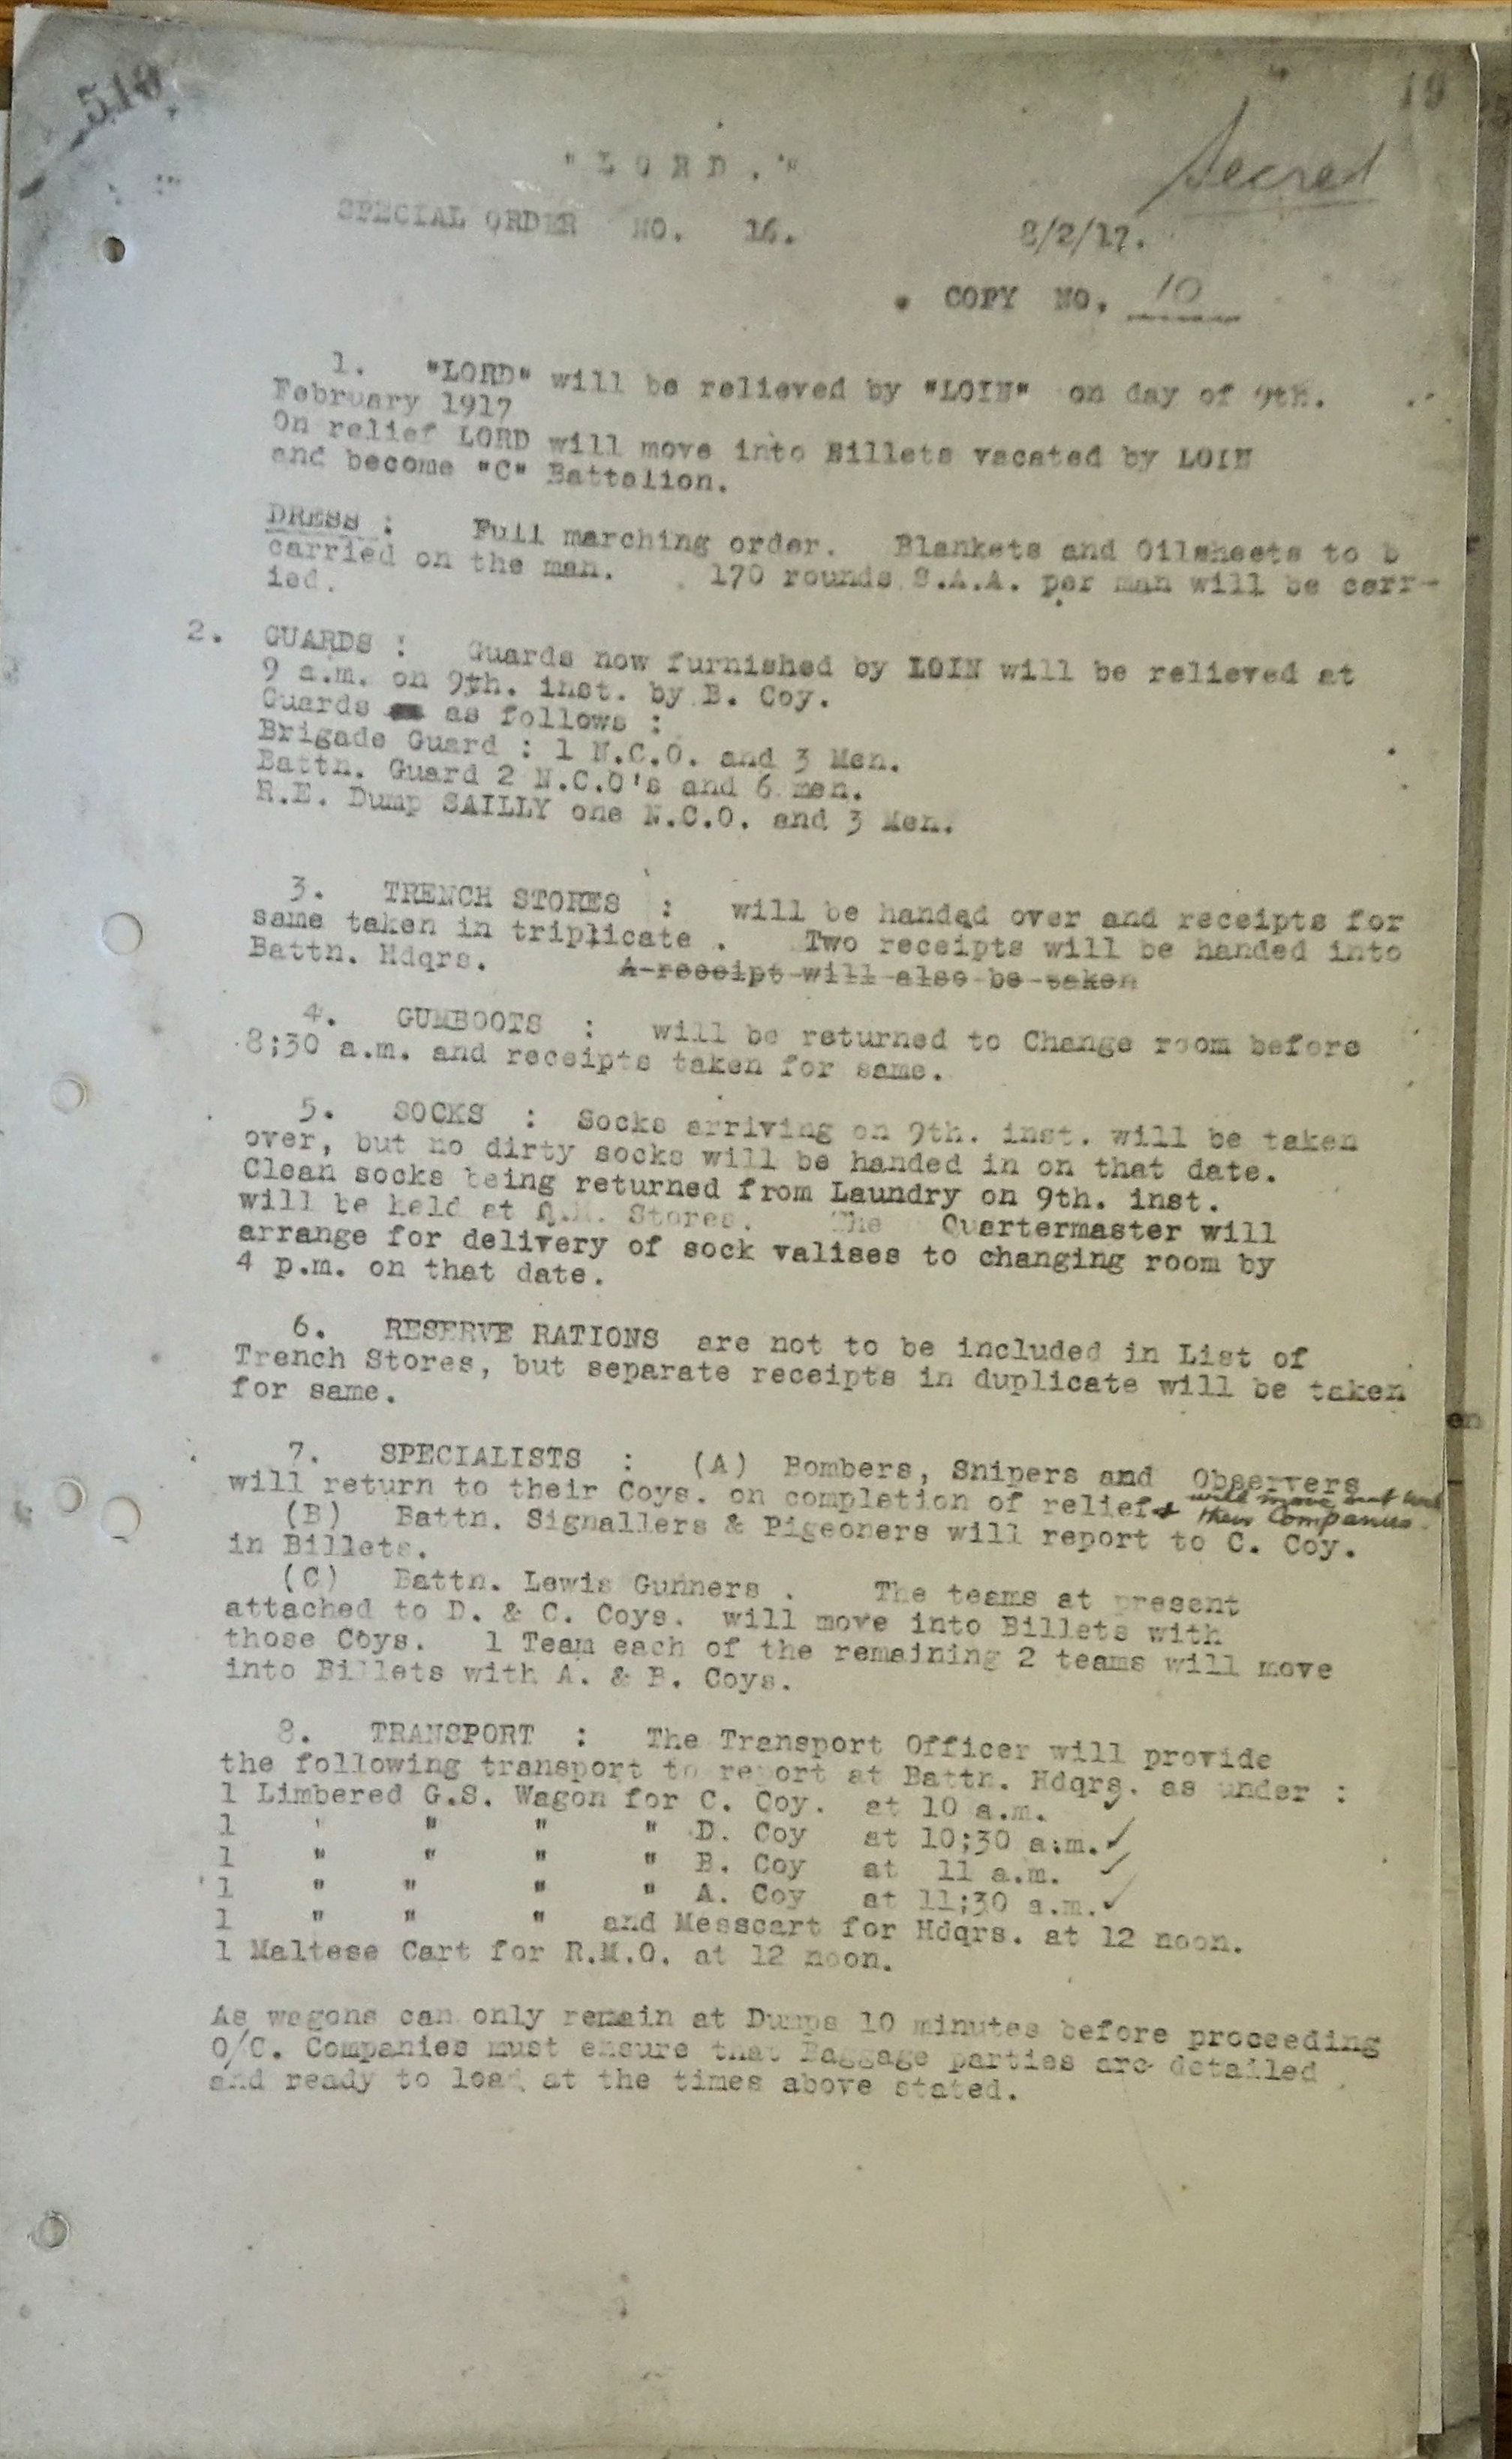 510
19
Secret
"LORD."
SPECIAL ORDER NO. 16.
8/2/17.
COPY NO. 10
1. "LORD" will be relieved by "LOIN" on day of 9th.
February 1917
On relief LORD will move into Billets vacated by LOIN
and become "C" Battalion.
DRESS : Full marching order. Blankets and Oilsheets to b
carried on the man. 170 rounds S.A.A. per man will be carr-
ied.
2. GUARDS : Guards now furnished by LOIN will be relieved at
9 a.m. on 9th. inst. by B. Coy.
Guards as follows :
Brigade Guard : 1 N.C.O. and 3 Men.
Battn. Guard 2 N.C.O's and 6 men.
R.E. Dump SAILLY one N.C.O. and 3 Men.
3. TRENCH STORES : will be handed over and receipts for
same taken in triplicate . Two receipts will be handed into
Battn. Hdqrs. A receipt will also be taken
4. GUMBOOTS : will be returned to Change room before
8;30 a.m. and receipts taken for same.
5. SOCKS : Socks arriving on 9th. inst. will be taken
over, but no dirty socks will be handed in on that date.
Clean socks being returned from Laundry on 9th. inst.
will be held at Q.M. Stores. The Quartermaster will
arrange for delivery of sock valises to changing room by
4 p.m. on that date.
6. RESERVE RATIONS are not to be included in List of
Trench Stores, but separate receipts in duplicate will be taken
for same.
7. SPECIALISTS : (A) Bombers, Snipers and Observers
will return to their Coys. on completion of relief & will move out with
their Companies.
(B) Battn. Signallers & Pigeoners will report to C. Coy.
in Billets.
(C) Battn. Lewis Gunners . The teams at present
attached to D. & C. Coys. will move into Billets with
those Coys. 1 Team each of the remaining 2 teams will move
into Billets with A. & B. Coys.
8. TRANSPORT : The Transport Officer will provide
the following transport to report at Battn. Hdqrs. as under :
1 Limbered G.S. Wagon for C. Coy. at 10 a.m. ✓
1 " " " " D. Coy at 10;30 a.m. ✓
1 " " " " B. Coy at 11 a.m. ✓
1 " " " " A. Coy at 11;30 a.m. ✓
1 " " " and Messcart for Hdqrs. at 12 noon.
1 Maltese Cart for R.M.O. at 12 noon.
As wagons can only remain at Dumps 10 minutes before proceeding
O/C. Companies must ensure that Baggage parties are detailed
and ready to load at the times above stated.